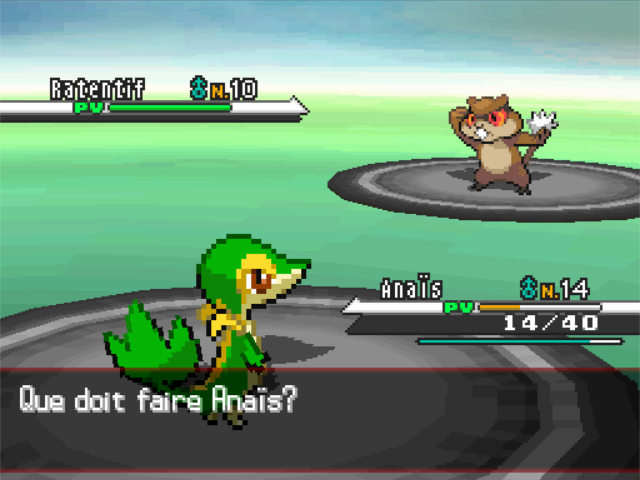 Ratentif ♂ N.10
PV
Anaïs ♂ N.14
PV
14/40
Que doit faire Anaïs?